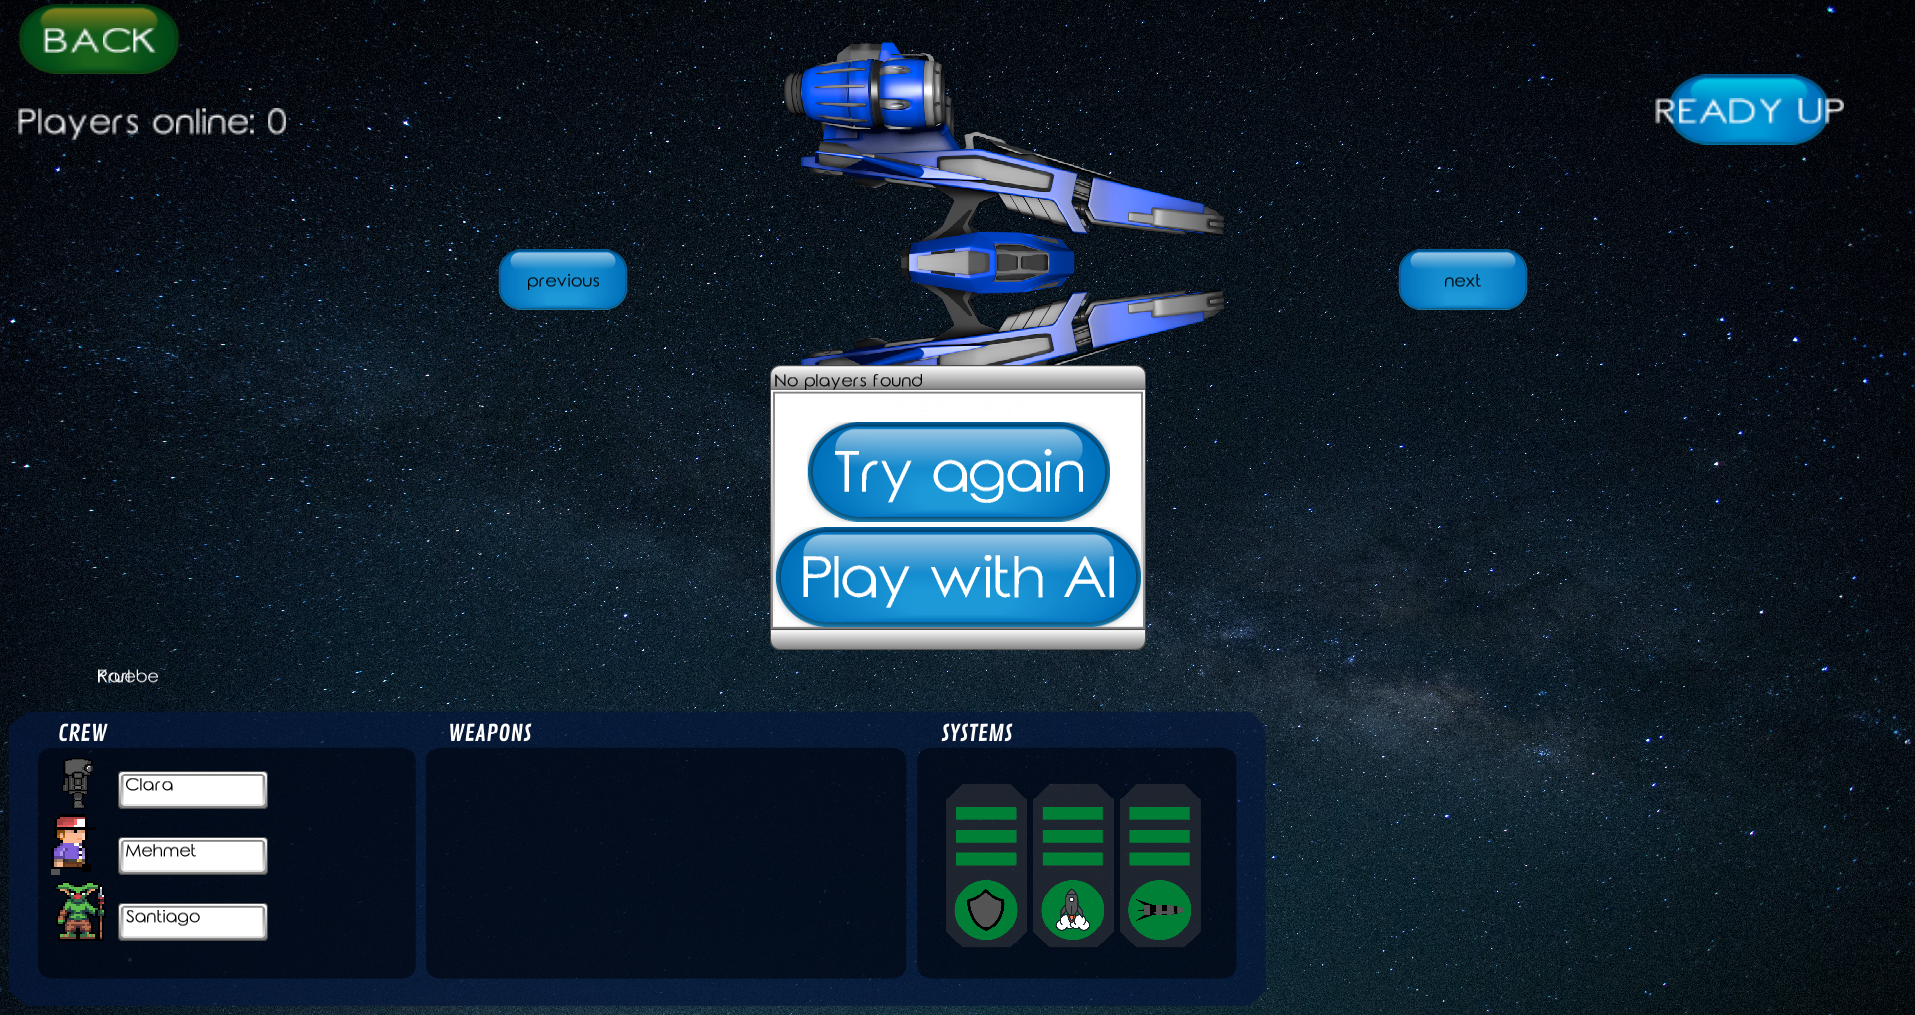 BACK
Players online: 0
READY UP
previous
next
No players found
Try again
Play with AI
CREW
WEAPONS
SYSTEMS
Clara
Mehmet
Santiago